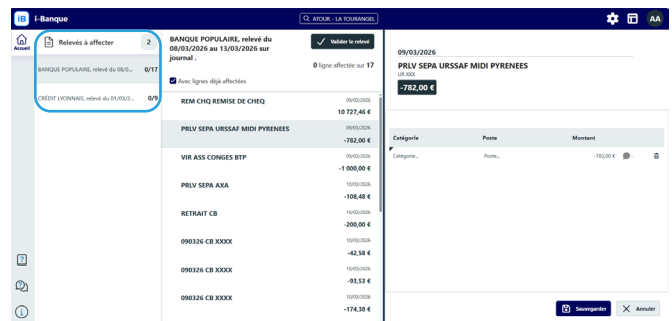 iB i-Banque
ATOUR - LA TOURANGEL
AA
Accueil
Relevés à affecter 2
BANQUE POPULAIRE, relevé du 08/0... 0/17
CRÉDIT LYONNAIS, relevé du 01/03/2... 0/9
BANQUE POPULAIRE, relevé du
08/03/2026 au 13/03/2026 sur
journal .
Valider le relevé
0 ligne affectée sur 17
Avec lignes déjà affectées
REM CHQ REMISE DE CHEQ 09/03/2026
10 727,46 €
PRLV SEPA URSSAF MIDI PYRENEES 09/03/2026
-782,00 €
VIR ASS CONGES BTP 09/03/2026
-1 000,00 €
PRLV SEPA AXA 10/03/2026
-108,48 €
RETRAIT CB 10/03/2026
-200,00 €
090326 CB XXXX 10/03/2026
-42,58 €
090326 CB XXXX 10/03/2026
-93,53 €
090326 CB XXXX 10/03/2026
-174,38 €
09/03/2026
PRLV SEPA URSSAF MIDI PYRENEES
UR XXX
-782,00 €
Catégorie Poste Montant
Catégorie... Poste... -782,00 €
Sauvegarder Annuler